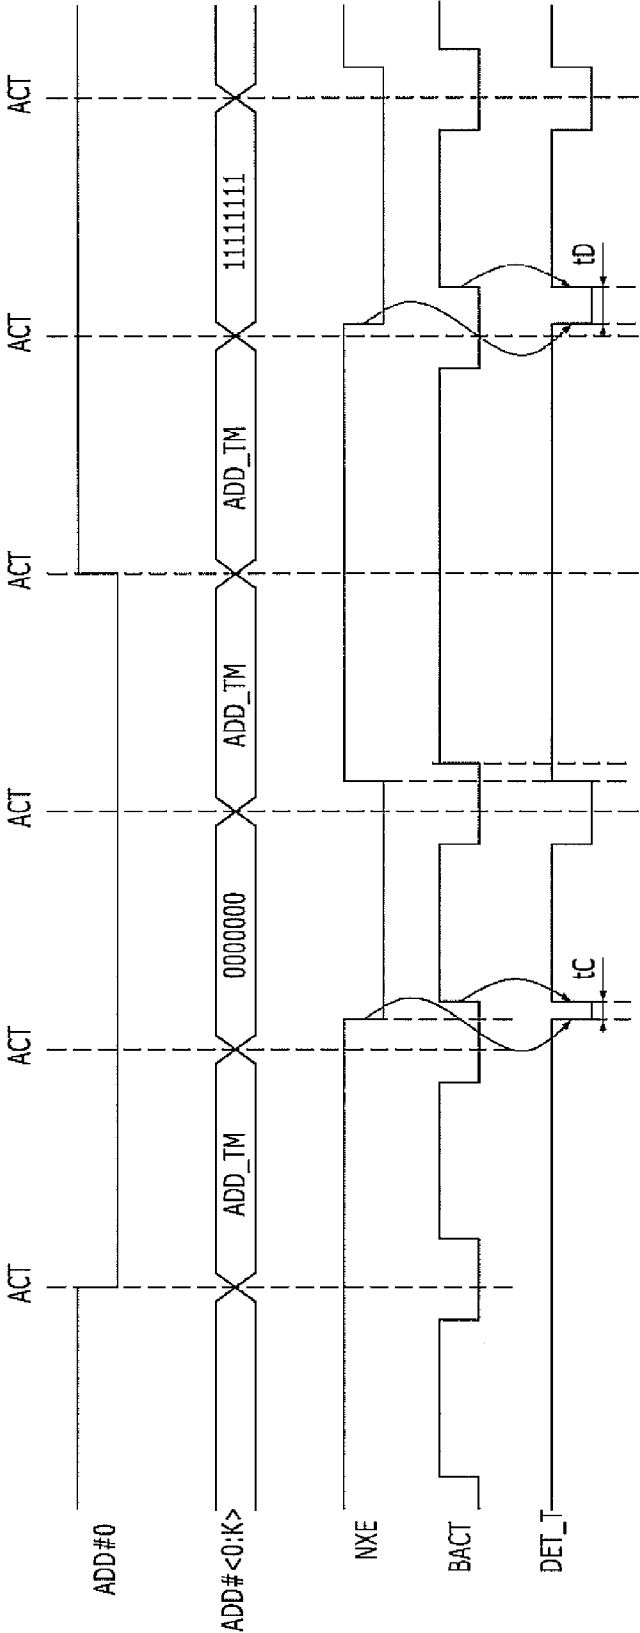 ACT ACT ACT ACT ACT ACT
ADD#0
ADD#<0:K> ADD_TM 0000000 ADD_TM ADD_TM 11111111
NXE
BACT
DET_T tC tD